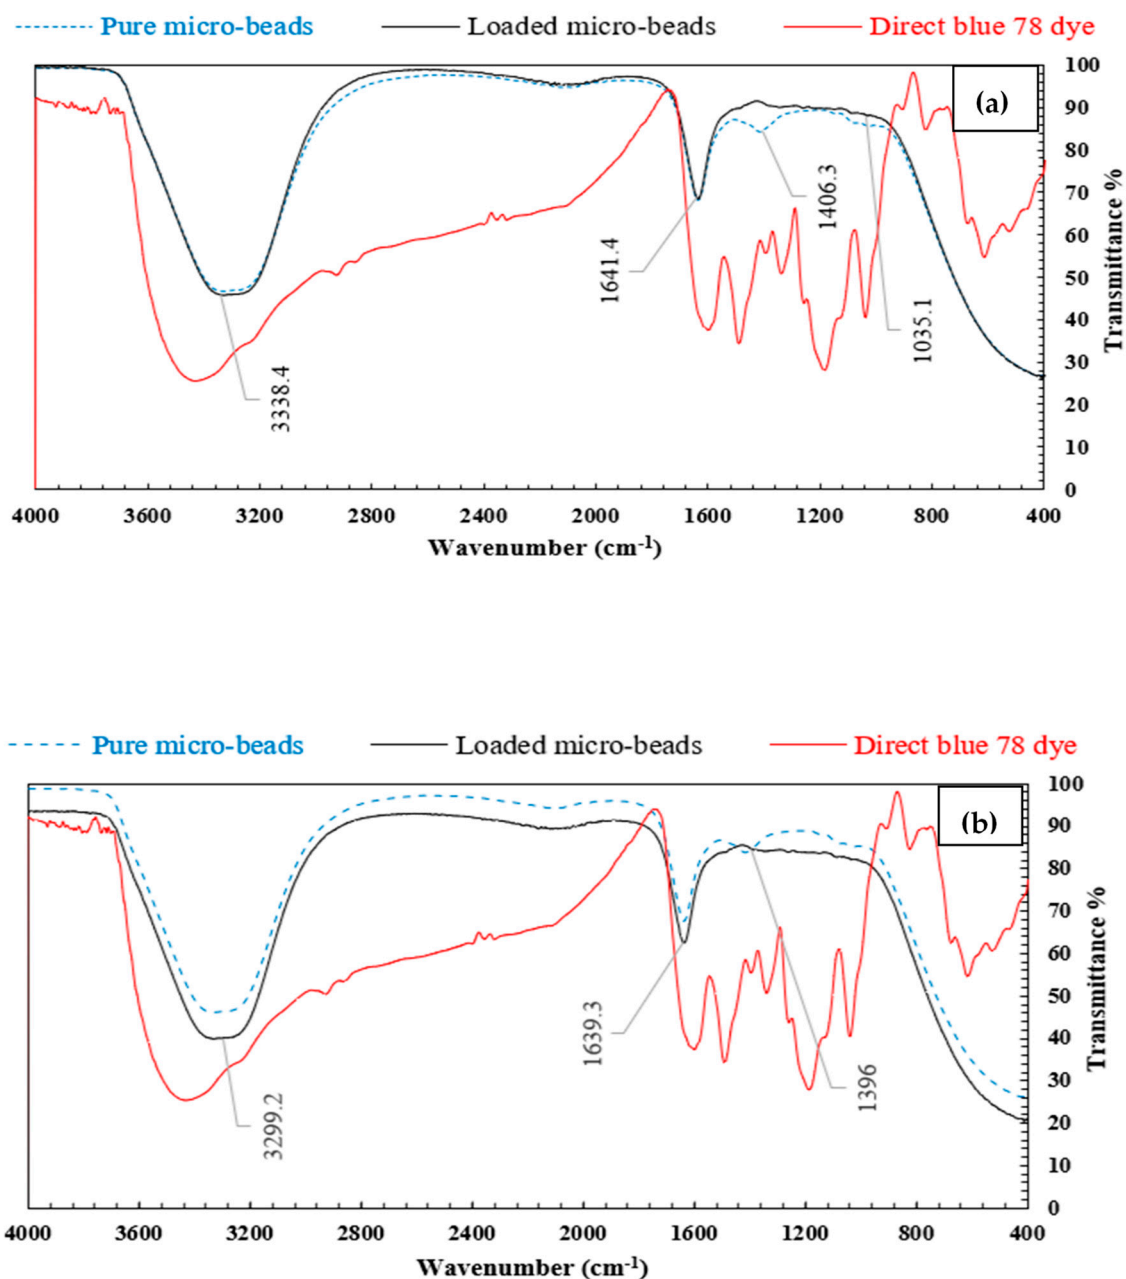 Pure micro-beads Loaded micro-beads Direct blue 78 dye
(a)
100
90
80
70
60
50
40
30
20
10
0
Transmittance %
3338.4
1641.4
1406.3
1035.1
4000 3600 3200 2800 2400 2000 1600 1200 800 400
Wavenumber (cm⁻¹)
Pure micro-beads Loaded micro-beads Direct blue 78 dye
(b)
100
90
80
70
60
50
40
30
20
10
0
Transmittance %
3299.2
1639.3
1396
4000 3600 3200 2800 2400 2000 1600 1200 800 400
Wavenumber (cm⁻¹)